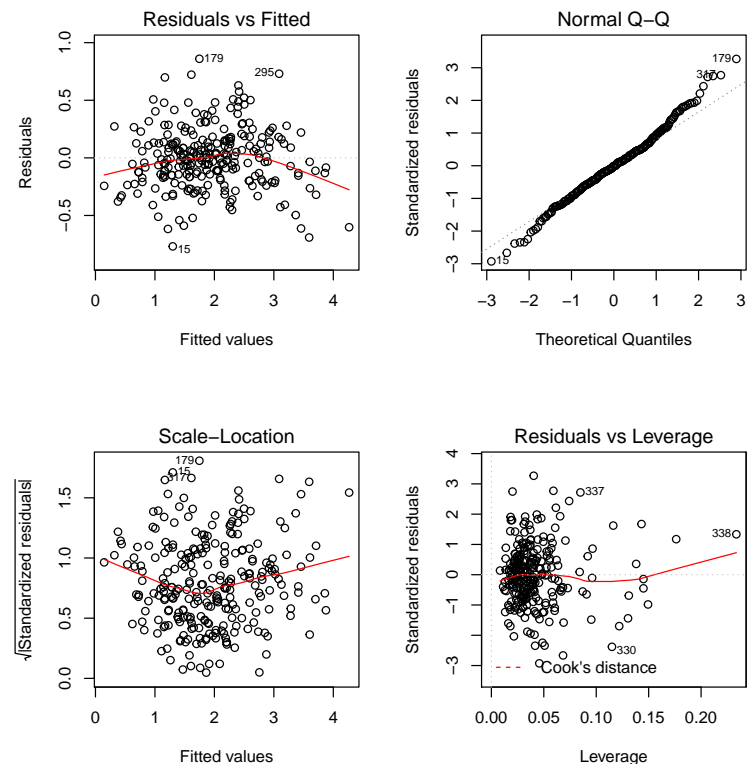 Residuals vs Fitted
Residuals
1.0
0.5
0.0
−0.5
0 1 2 3 4
Fitted values
179
295
15
Normal Q−Q
Standardized residuals
3
2
1
0
−1
−2
−3
−3 −2 −1 0 1 2 3
Theoretical Quantiles
179
317
15
Scale−Location
√|Standardized residuals|
1.5
1.0
0.5
0.0
0 1 2 3 4
Fitted values
179
15
317
Residuals vs Leverage
Standardized residuals
4
3
2
1
0
−1
−3
0.00 0.05 0.10 0.15 0.20
Leverage
337
338
330
Cook's distance